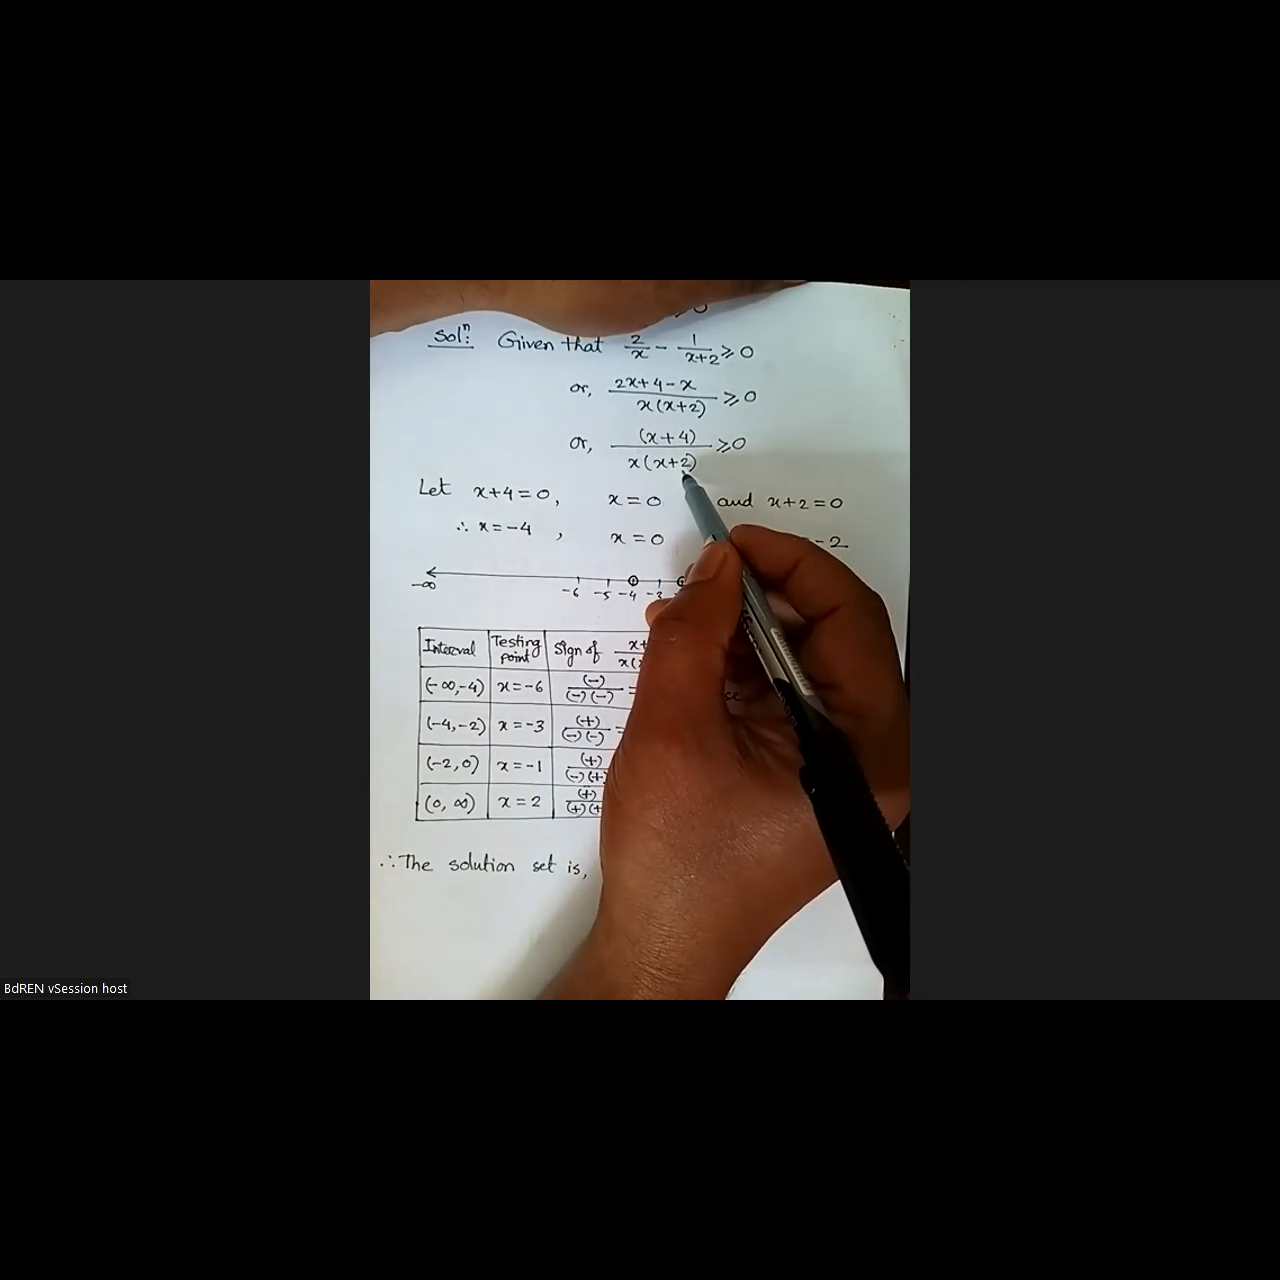 Solⁿ: Given that 2/x - 1/(x+2) ≥ 0
or, (2x+4-x)/(x(x+2)) ≥ 0
or, (x+4)/(x(x+2)) ≥ 0
Let x+4=0, x=0 and x+2=0
∴ x=-4, x=0 -2
-∞ -6 -5 -4 -3
Interval Testing point Sign of
(-∞,-4) x=-6 (-)/((-)(-)) =
(-4,-2) x=-3 (+)/((-)(-)) =
(-2,0) x=-1 (+)/((-)(+)
(0,∞) x=2 (+)/((+)(+
∴ The solution set is,
BdREN vSession host